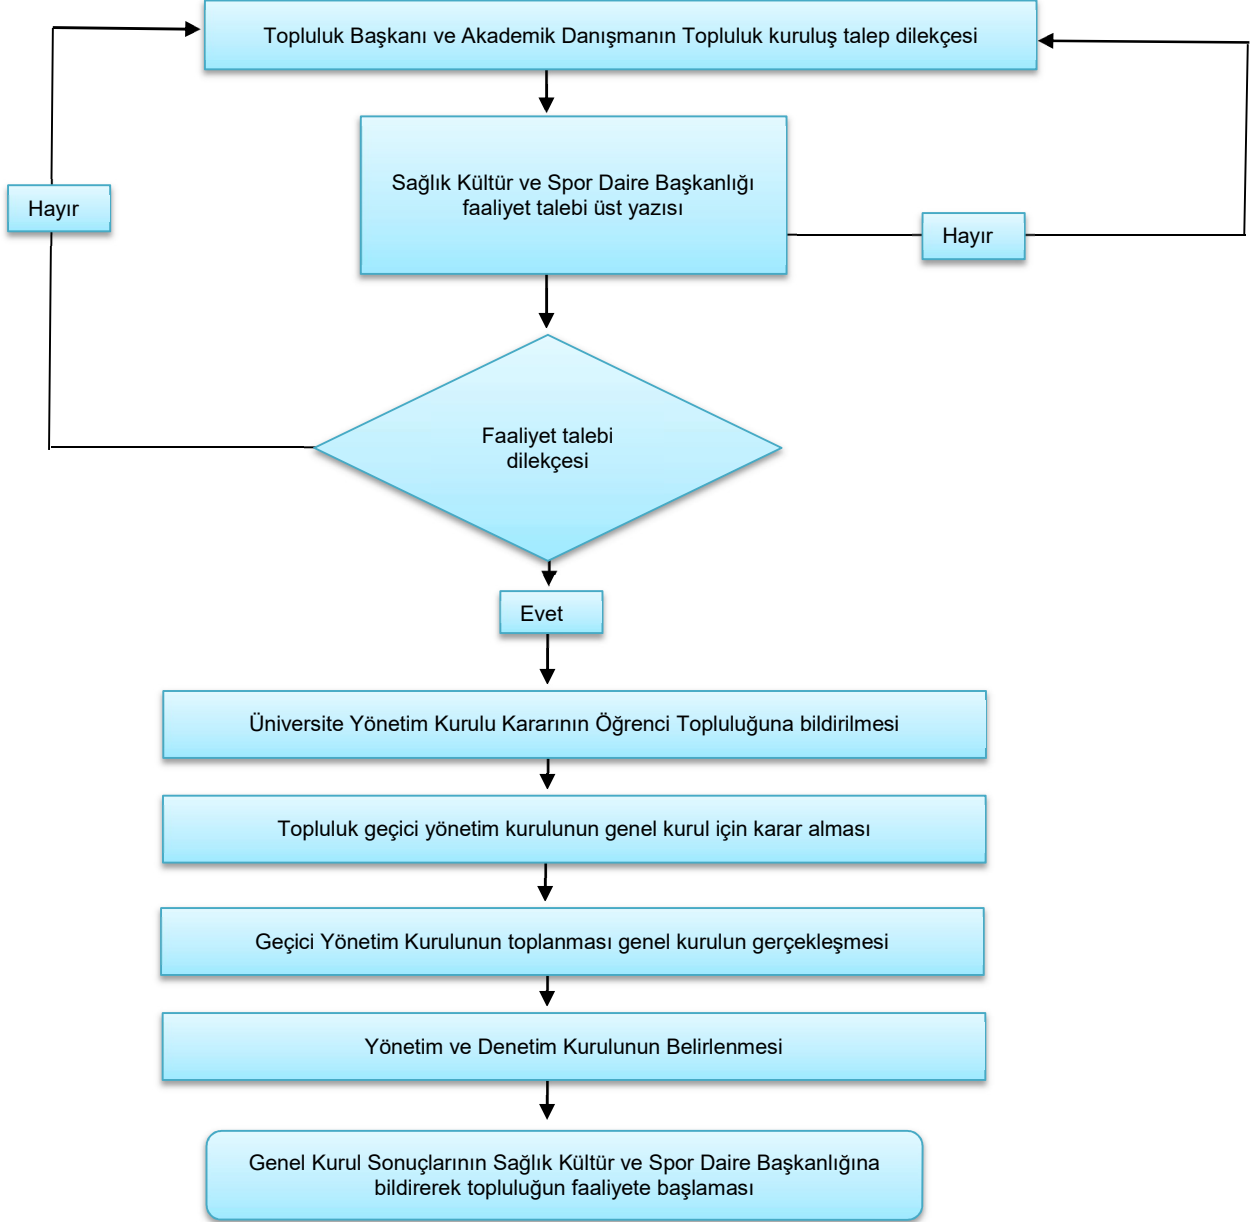 Topluluk Başkanı ve Akademik Danışmanın Topluluk kuruluş talep dilekçesi
Sağlık Kültür ve Spor Daire Başkanlığı
faaliyet talebi üst yazısı
Hayır
Hayır
Faaliyet talebi
dilekçesi
Evet
Üniversite Yönetim Kurulu Kararının Öğrenci Topluluğuna bildirilmesi
Topluluk geçici yönetim kurulunun genel kurul için karar alması
Geçici Yönetim Kurulunun toplanması genel kurulun gerçekleşmesi
Yönetim ve Denetim Kurulunun Belirlenmesi
Genel Kurul Sonuçlarının Sağlık Kültür ve Spor Daire Başkanlığına
bildirerek topluluğun faaliyete başlaması